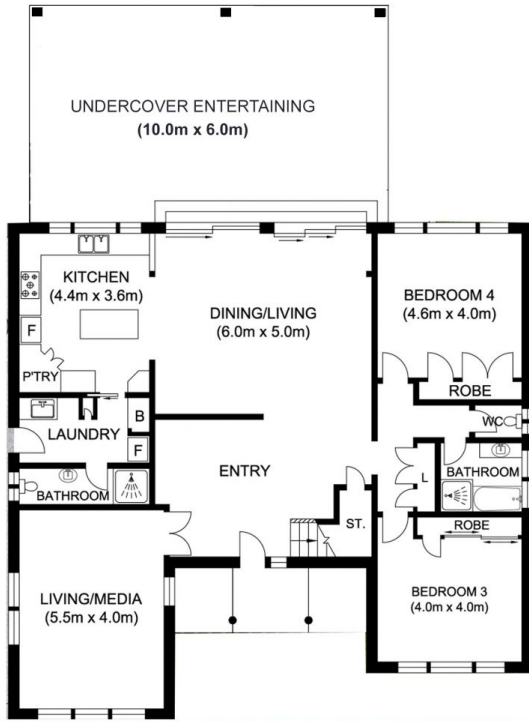 UNDERCOVER ENTERTAINING
(10.0m x 6.0m)
KITCHEN
(4.4m x 3.6m)
F
P'TRY
DINING/LIVING
(6.0m x 5.0m)
BEDROOM 4
(4.6m x 4.0m)
ROBE
LAUNDRY
B
F
BATHROOM
ENTRY
WC
BATHROOM
L
ST.
ROBE
LIVING/MEDIA
(5.5m x 4.0m)
BEDROOM 3
(4.0m x 4.0m)